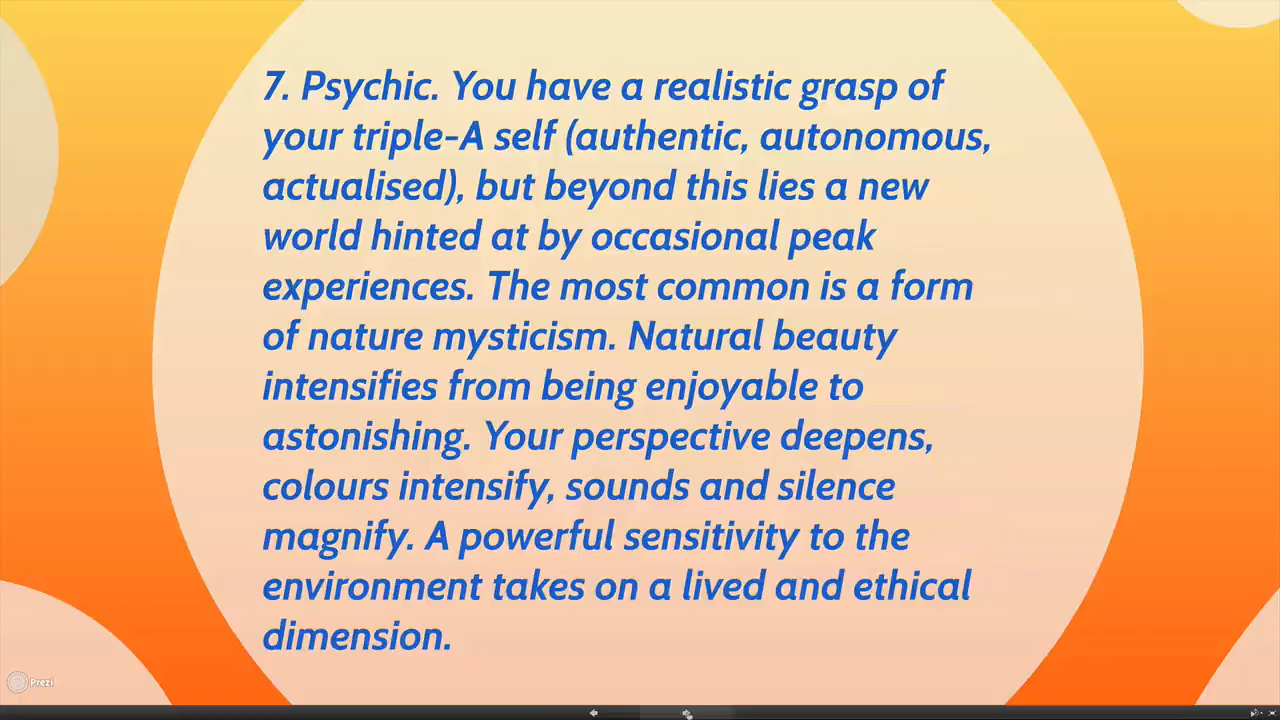 7. Psychic. You have a realistic grasp of
your triple-A self (authentic, autonomous,
actualised), but beyond this lies a new
world hinted at by occasional peak
experiences. The most common is a form
of nature mysticism. Natural beauty
intensifies from being enjoyable to
astonishing. Your perspective deepens,
colours intensify, sounds and silence
magnify. A powerful sensitivity to the
environment takes on a lived and ethical
dimension.
Prezi